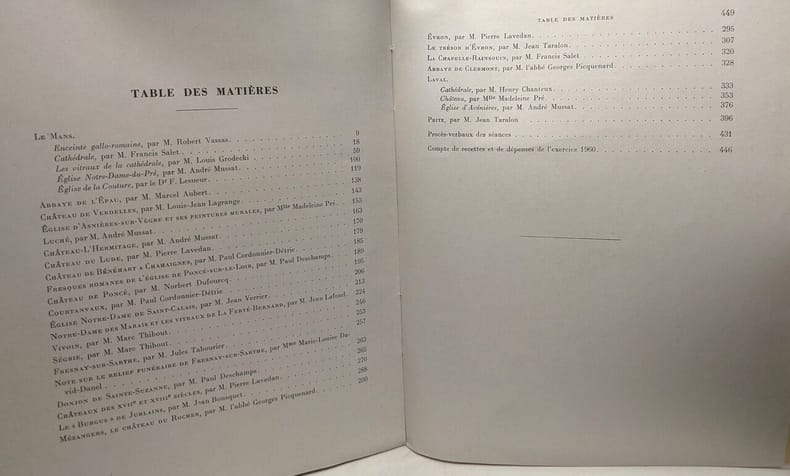 TABLE DES MATIÈRES
LE MANS.
Enceinte gallo-romaine, par M. Robert Vassas. 9
Cathédrale, par M. Francis Salet. 18
Les vitraux de la cathédrale, par M. Louis Grodecki 59
Église Notre-Dame-du-Pré, par M. André Mussat. 100
Église de la Couture, par le Dr F. Lesueur. 119
ABBAYE DE L'ÉPAU, par M. Marcel Aubert. 138
CHÂTEAU DE VERDELLES, par M. Louis-Jean Lagrange. 143
ÉGLISE D'ASNIÈRES-SUR-VÈGRE ET SES PEINTURES MURALES, par Mlle Madeleine Pré. 153
LUCHÉ, par M. André Mussat. 163
CHÂTEAU-L'HERMITAGE, par M. André Mussat 170
CHÂTEAU DU LUDE, par M. Pierre Lavedan. 179
CHÂTEAU DE BÉNÉHART A CHAHAIGNES, par M. Paul Cordonnier-Détrie. 185
FRESQUES ROMANES DE L'ÉGLISE DE PONCÉ-SUR-LE-LOIR, par M. Paul Deschamps. 189
CHÂTEAU DE PONCÉ, par M. Norbert Dufourcq. 195
COURTANVAUX, par M. Paul Cordonnier-Détrie 206
ÉGLISE NOTRE-DAME DE SAINT-CALAIS, par M. Jean Verrier. 213
NOTRE-DAME DES MARAIS ET LES VITRAUX DE LA FERTÉ-BERNARD, par M. Jean Lafond. 224
VIVOIN, par M. Marc Thibout. 246
SÉGRIE, par M. Marc Thibout. 253
FRESNAY-SUR-SARTHE, par M. Jules Tabourier. 257
NOTE SUR LE RELIEF FUNÉRAIRE DE FRESNAY-SUR-SARTHE, par Mme Marie-Louise Da-
vid-Danel 263
DONJON DE SAINTE-SUZANNE, par M. Paul Deschamps. 265
CHÂTEAUX DES XVIIe ET XVIIIe SIÈCLES, par M. Pierre Lavedan. 270
LE « BURGUS » DE JUBLAINS, par M. Jean Bousquet. 288
MÉZANGERS, LE CHÂTEAU DU ROCHER, par M. l'abbé Georges Picquenard. 290
TABLE DES MATIÈRES 449
ÉVRON, par M. Pierre Lavedan. 295
LE TRÉSOR D'ÉVRON, par M. Jean Taralon. 307
LA CHAPELLE-RAINSOUIN, par M. Francis Salet 320
ABBAYE DE CLERMONT, par M. l'abbé Georges Picquenard. 328
LAVAL.
Cathédrale, par M. Henry Chanteux 333
Château, par Mlle Madeleine Pré. 353
Église d'Avénières, par M. André Mussat. 376
PRITZ, par M. Jean Taralon 396
Procès-verbaux des séances. 431
Compte de recettes et de dépenses de l'exercice 1960. 446